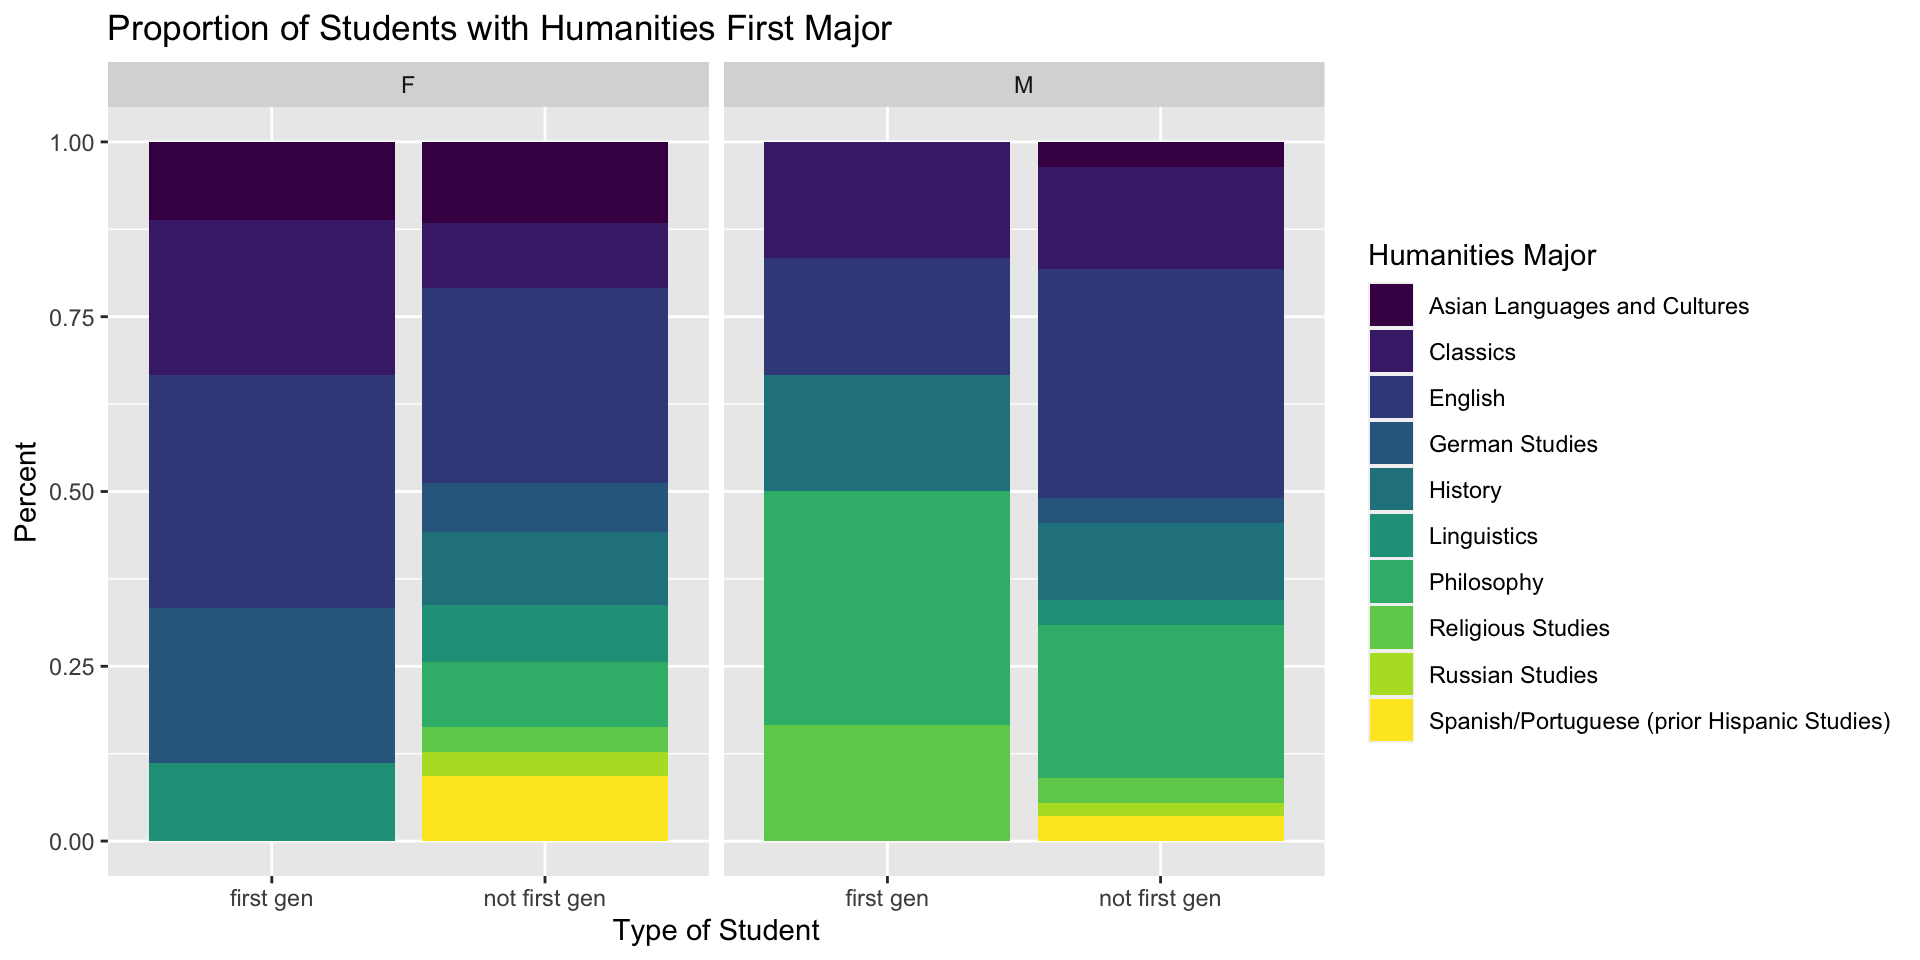 Proportion of Students with Humanities First Major
F
M
Percent
1.00
0.75
0.50
0.25
0.00
first gen
not first gen
first gen
not first gen
Type of Student
Humanities Major
Asian Languages and Cultures
Classics
English
German Studies
History
Linguistics
Philosophy
Religious Studies
Russian Studies
Spanish/Portuguese (prior Hispanic Studies)